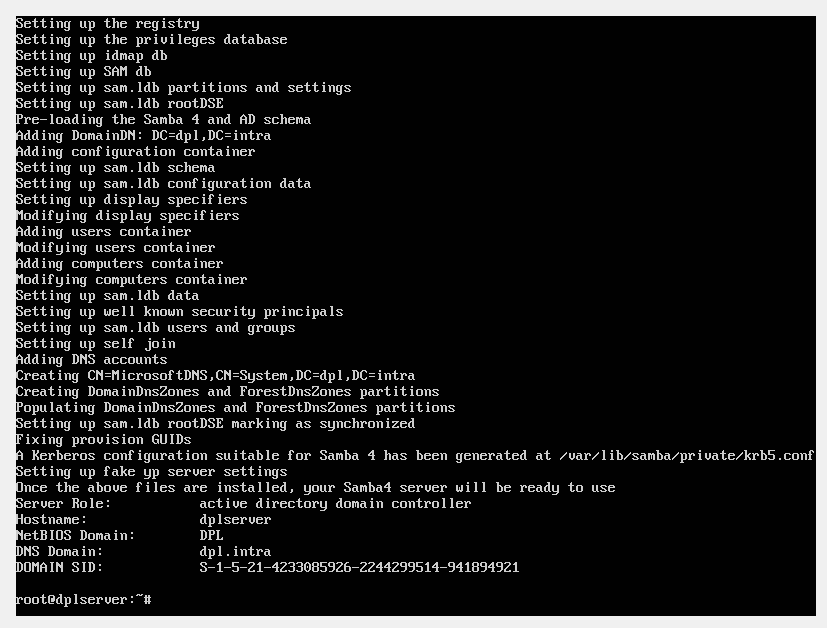 Setting up the registry
Setting up the privileges database
Setting up idmap db
Setting up SAM db
Setting up sam.ldb partitions and settings
Setting up sam.ldb rootDSE
Pre-loading the Samba 4 and AD schema
Adding DomainDN: DC=dpl,DC=intra
Adding configuration container
Setting up sam.ldb schema
Setting up sam.ldb configuration data
Setting up display specifiers
Modifying display specifiers
Adding users container
Modifying users container
Adding computers container
Modifying computers container
Setting up sam.ldb data
Setting up well known security principals
Setting up sam.ldb users and groups
Setting up self join
Adding DNS accounts
Creating CN=MicrosoftDNS,CN=System,DC=dpl,DC=intra
Creating DomainDnsZones and ForestDnsZones partitions
Populating DomainDnsZones and ForestDnsZones partitions
Setting up sam.ldb rootDSE marking as synchronized
Fixing provision GUIDs
A Kerberos configuration suitable for Samba 4 has been generated at /var/lib/samba/private/krb5.conf
Setting up fake yp server settings
Once the above files are installed, your Samba4 server will be ready to use
Server Role:           active directory domain controller
Hostname:              dplserver
NetBIOS Domain:        DPL
DNS Domain:            dpl.intra
DOMAIN SID:            S-1-5-21-4233085926-2244299514-941894921
root@dplserver:~#